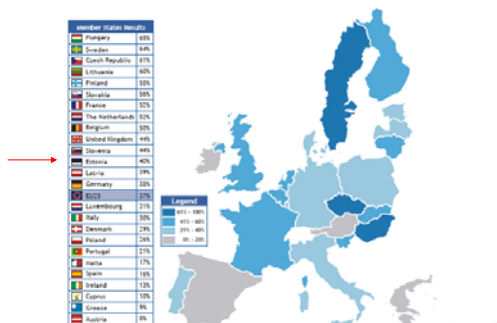 Member States Results
Hungary 65%
Sweden 64%
Czech Republic 61%
Lithuania 60%
Finland
Slovakia
France 52%
The Netherlands 52%
Belgium 50%
United Kingdom 44%
Slovenia 44%
Estonia 40%
Latvia 39%
Germany 38%
EU25 37%
Luxembourg 31%
Italy 30%
Denmark 29%
Poland
Portugal 21%
Malta 17%
Spain 16%
Ireland 13%
Cyprus 10%
Greece 9%
Austria 8%
Legend
61% - 100%
41% - 60%
21% - 40%
0% - 20%